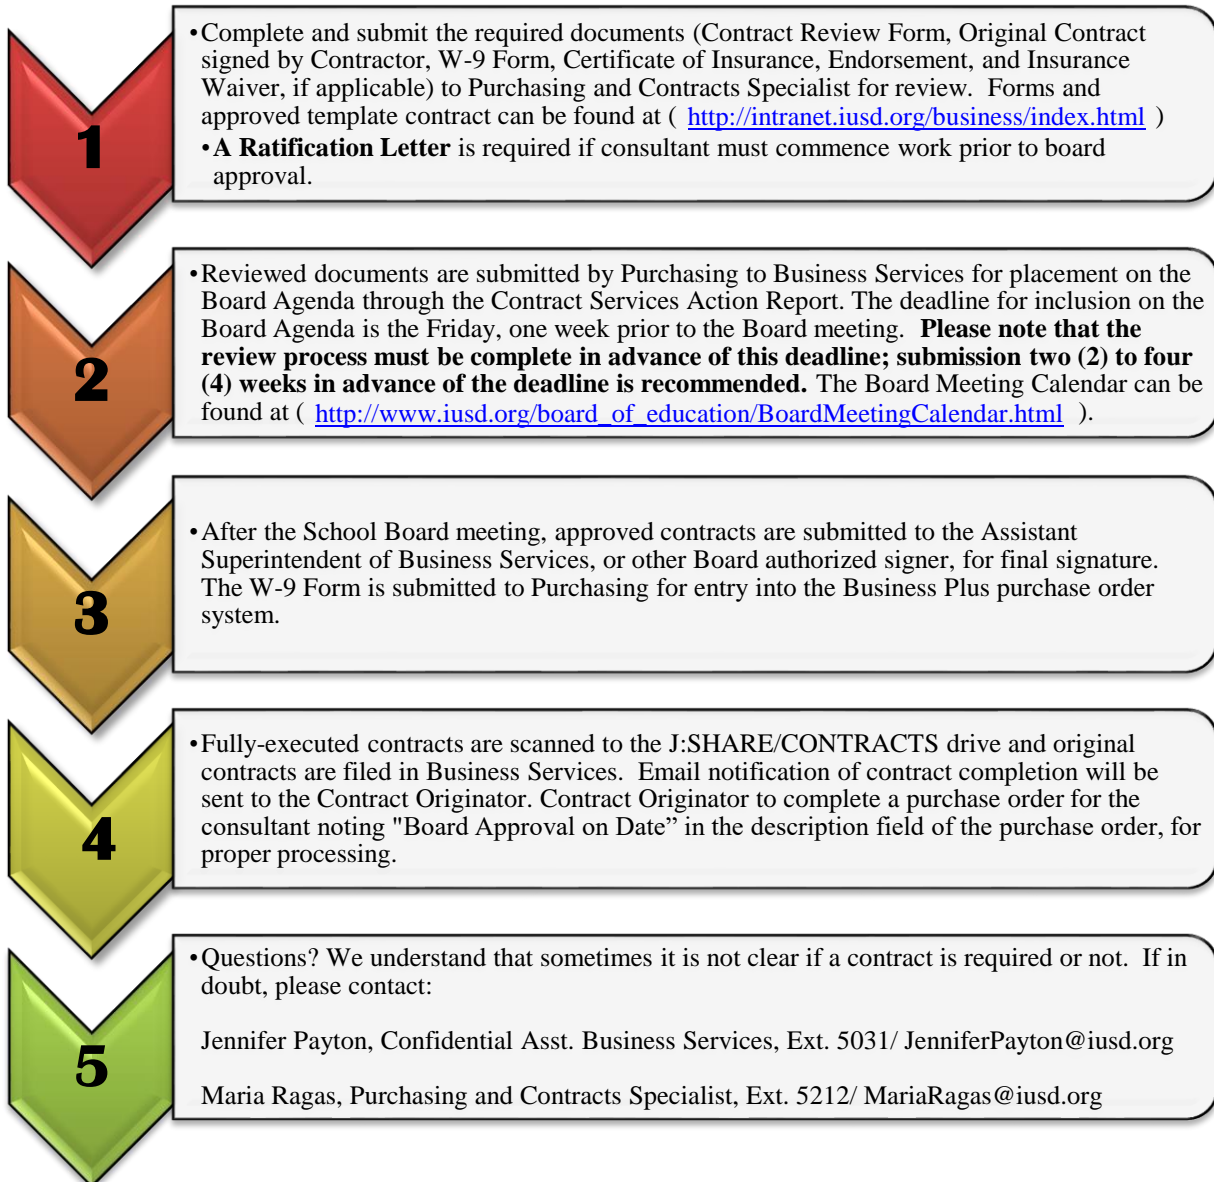 1
•Complete and submit the required documents (Contract Review Form, Original Contract
signed by Contractor, W-9 Form, Certificate of Insurance, Endorsement, and Insurance
Waiver, if applicable) to Purchasing and Contracts Specialist for review.  Forms and
approved template contract can be found at ( http://intranet.iusd.org/business/index.html )
•A Ratification Letter is required if consultant must commence work prior to board
approval.
2
•Reviewed documents are submitted by Purchasing to Business Services for placement on the
Board Agenda through the Contract Services Action Report. The deadline for inclusion on the
Board Agenda is the Friday, one week prior to the Board meeting.  Please note that the
review process must be complete in advance of this deadline; submission two (2) to four
(4) weeks in advance of the deadline is recommended. The Board Meeting Calendar can be
found at ( http://www.iusd.org/board_of_education/BoardMeetingCalendar.html ).
3
•After the School Board meeting, approved contracts are submitted to the Assistant
Superintendent of Business Services, or other Board authorized signer, for final signature.
The W-9 Form is submitted to Purchasing for entry into the Business Plus purchase order
system.
4
•Fully-executed contracts are scanned to the J:SHARE/CONTRACTS drive and original
contracts are filed in Business Services.  Email notification of contract completion will be
sent to the Contract Originator. Contract Originator to complete a purchase order for the
consultant noting "Board Approval on Date” in the description field of the purchase order, for
proper processing.
5
•Questions? We understand that sometimes it is not clear if a contract is required or not.  If in
doubt, please contact:
Jennifer Payton, Confidential Asst. Business Services, Ext. 5031/ JenniferPayton@iusd.org
Maria Ragas, Purchasing and Contracts Specialist, Ext. 5212/ MariaRagas@iusd.org